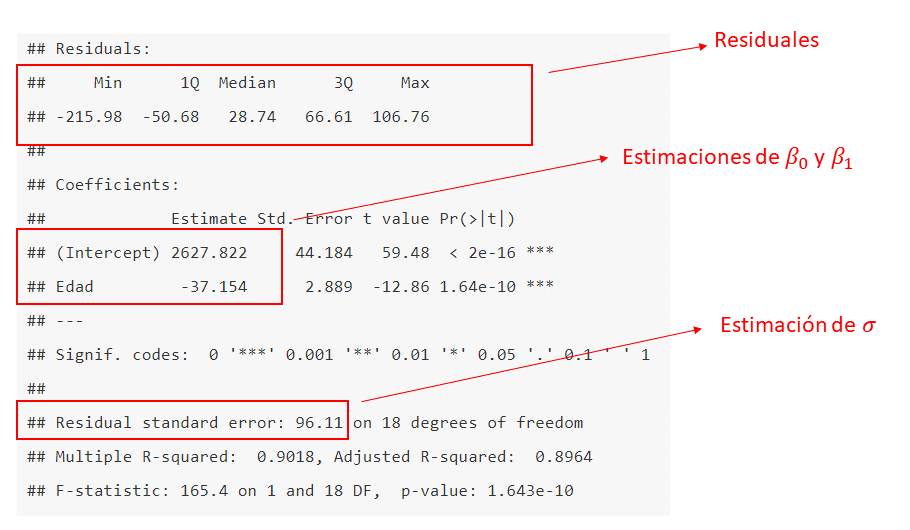 ## Residuals:
Residuales
##     Min      1Q  Median      3Q     Max
## -215.98  -50.68   28.74   66.61  106.76
##
Estimaciones de β₀ y β₁
## Coefficients:
##             Estimate Std. Error t value Pr(>|t|)
## (Intercept) 2627.822     44.184   59.48  < 2e-16 ***
## Edad         -37.154      2.889  -12.86 1.64e-10 ***
## ---
Estimación de σ
## Signif. codes:  0 '***' 0.001 '**' 0.01 '*' 0.05 '.' 0.1 ' ' 1
##
## Residual standard error: 96.11 on 18 degrees of freedom
## Multiple R-squared:  0.9018, Adjusted R-squared:  0.8964
## F-statistic: 165.4 on 1 and 18 DF,  p-value: 1.643e-10